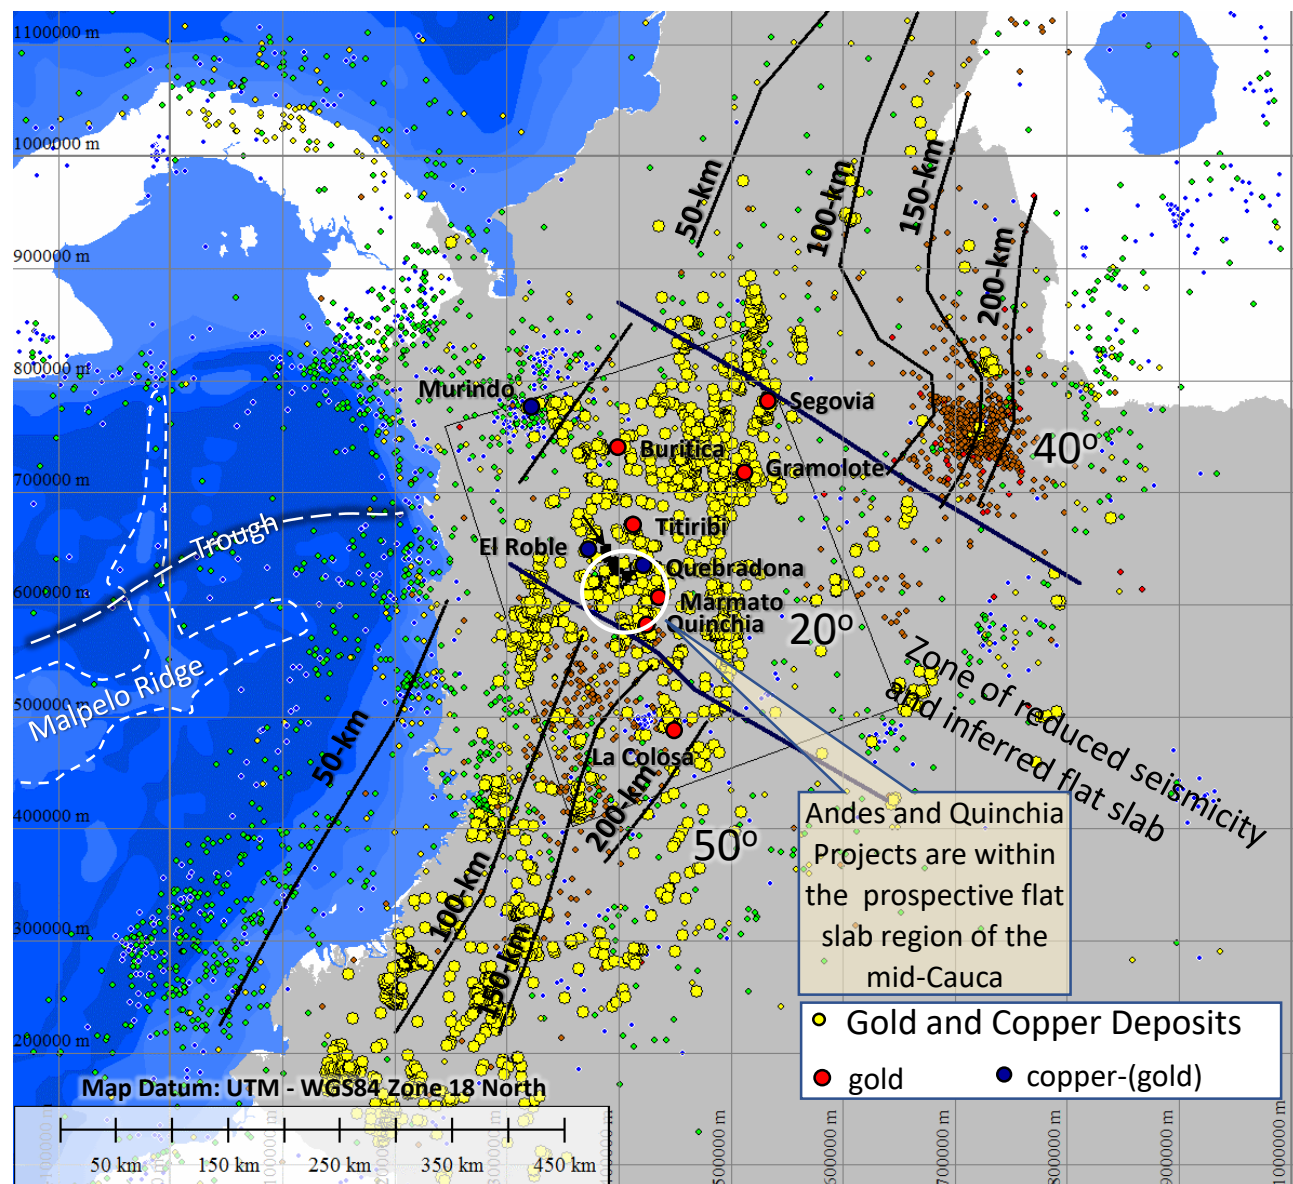 1100000 m
1000000 m
50-km
100-km
150-km
200-km
900000 m
800000 m
Murindo
Segovia
Buritica
40º
Gramolote
700000 m
Trough
Titiribi
El Roble
Quebradona
600000 m
Marmato
Quinchia
20º
Zone of reduced seismicity
and inferred flat slab
Malpelo Ridge
500000 m
50-km
La Colosa
200-km
Andes and Quinchia
Projects are within
the prospective flat
slab region of the
mid-Cauca
400000 m
50º
100-km
300000 m
150-km
Gold and Copper Deposits
200000 m
gold
copper-(gold)
Map Datum: UTM - WGS84 Zone 18 North
50 km
150 km
250 km
350 km
450 km
500000 m
600000 m
700000 m
800000 m
900000 m
1000000 m